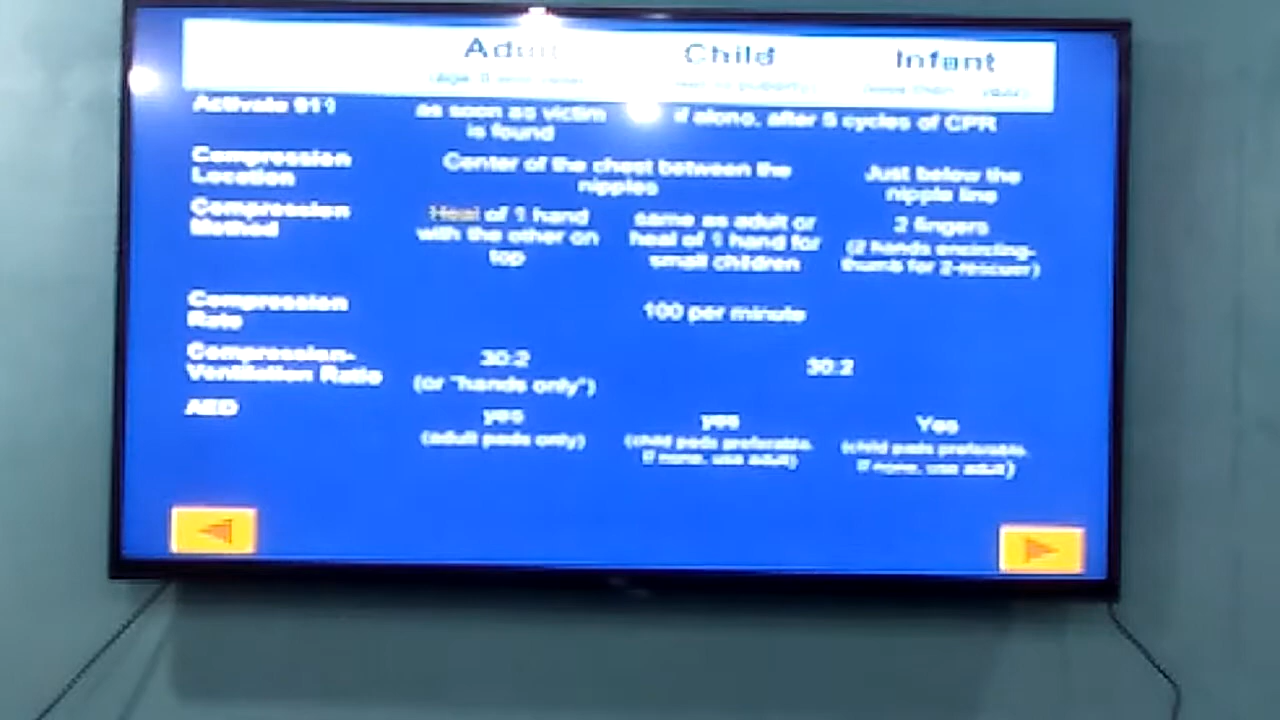 Adult Child Infant
Activate 911 as soon as victim is found if alone, after 5 cycles of CPR
Compression Location Center of the chest between the nipples Just below the nipple line
Compression Method Heal of 1 hand with the other on top same as adult or heal of 1 hand for small children 2 fingers (2 hands encircling-thumb for 2-rescuer)
Compression Rate 100 per minute
Compression-Ventilation Ratio 30:2 (or "hands only") 30:2
AED yes (adult pads only) yes (child pads preferable. if none, use adult) Yes (child pads preferable. if none, use adult)